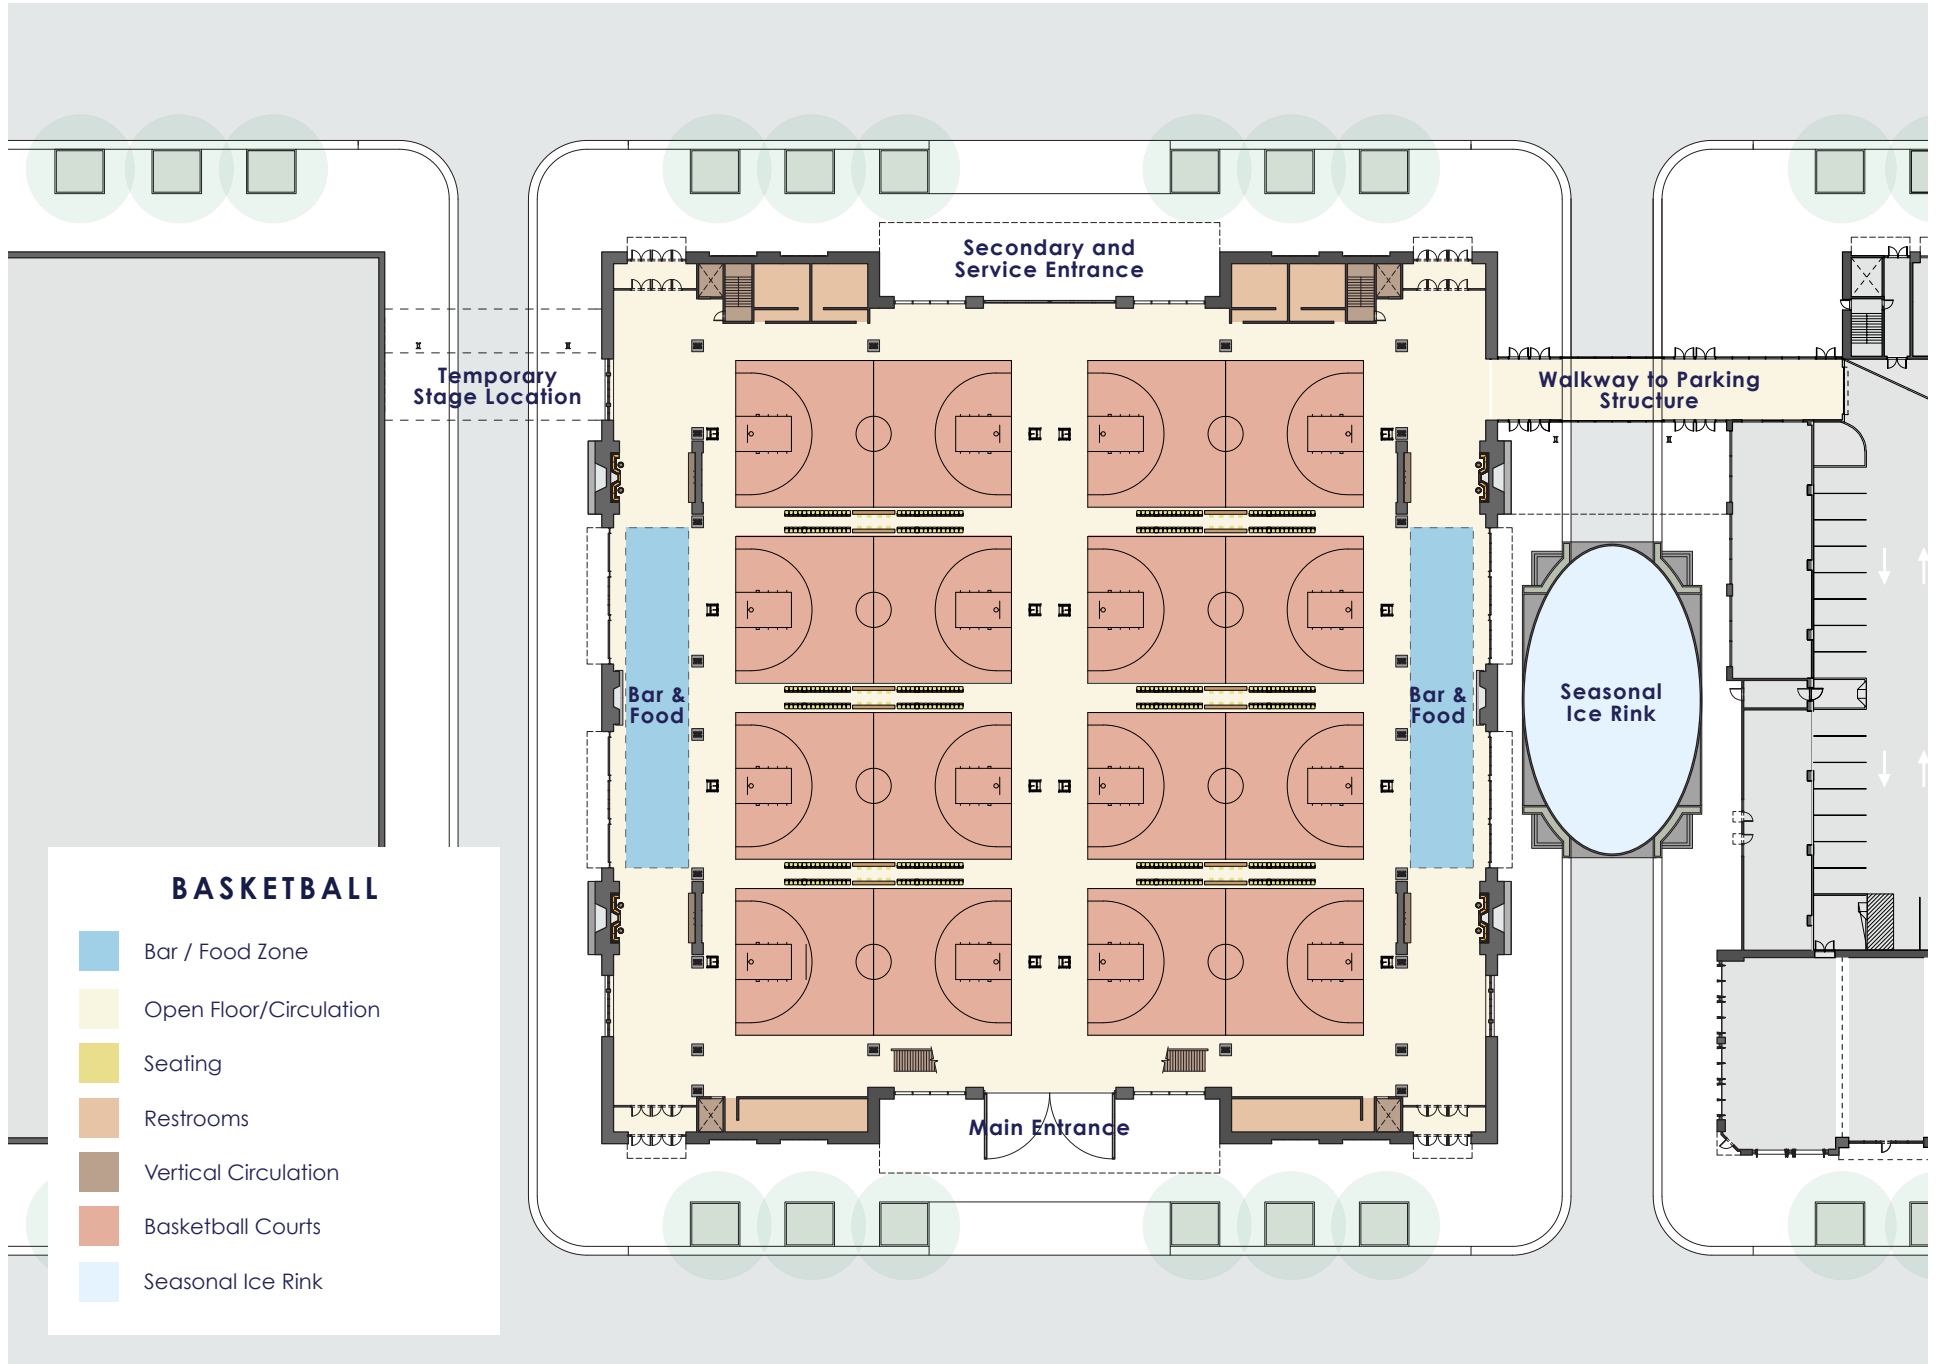 Secondary and
Service Entrance
Temporary
Stage Location
Walkway to Parking
Structure
Bar &
Food
Bar &
Food
Seasonal
Ice Rink
Main Entrance
BASKETBALL
Bar / Food Zone
Open Floor/Circulation
Seating
Restrooms
Vertical Circulation
Basketball Courts
Seasonal Ice Rink